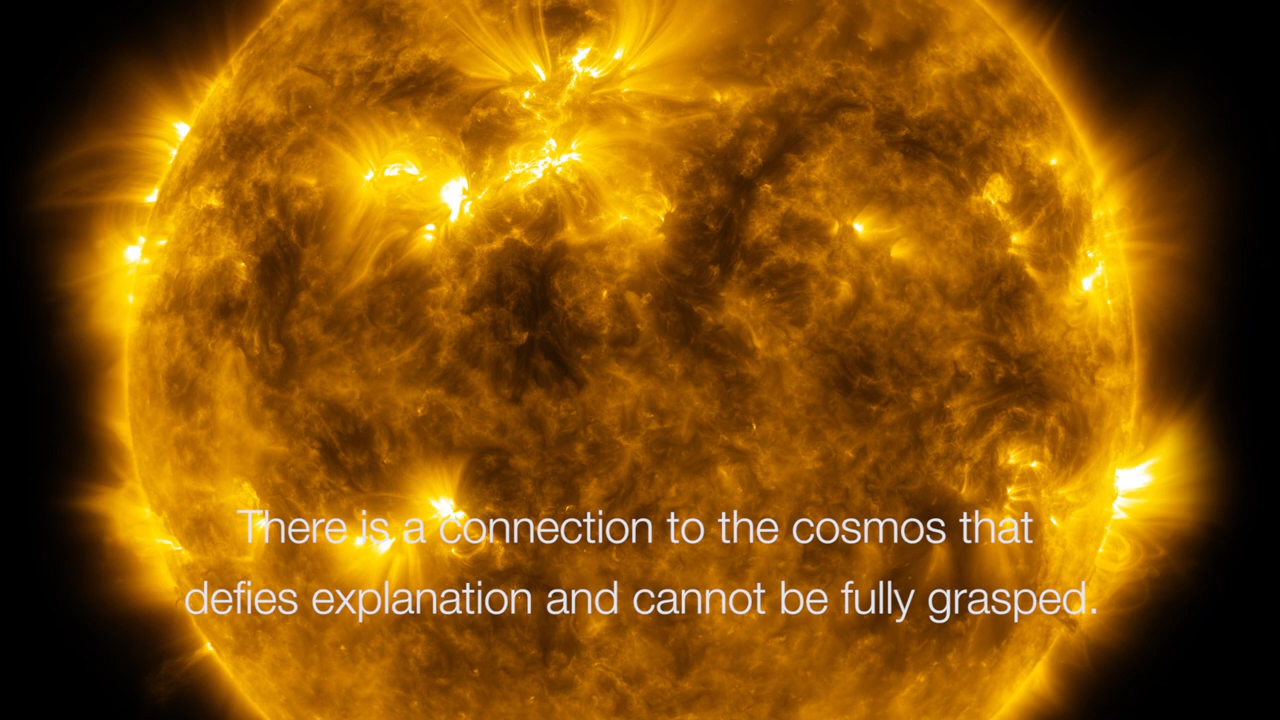 There is a connection to the cosmos that
defies explanation and cannot be fully grasped.